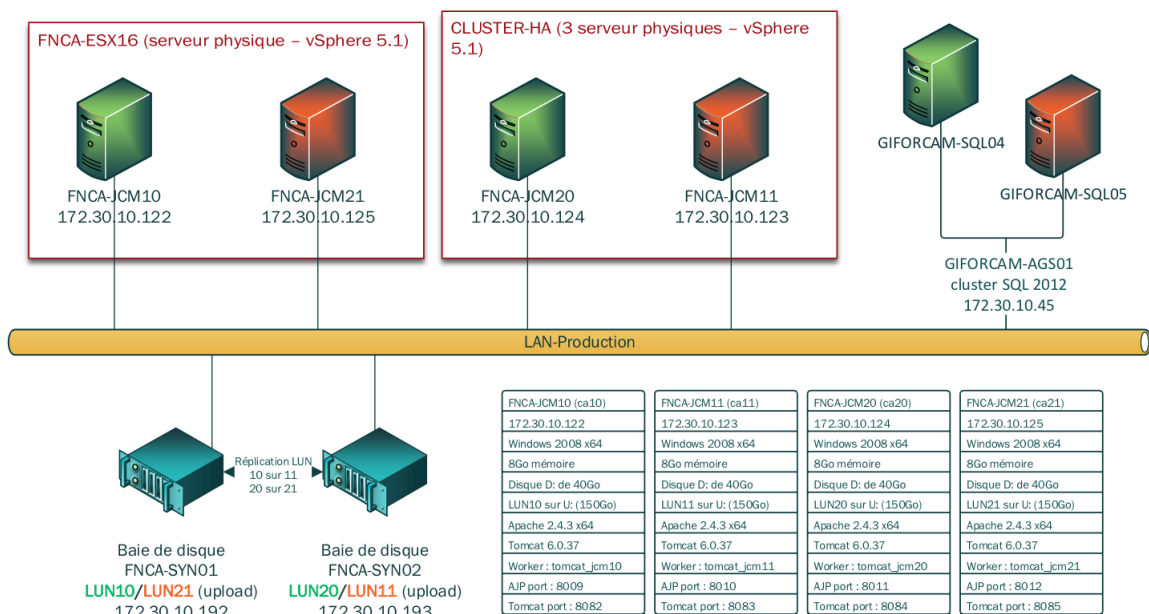 FNCA-ESX16 (serveur physique – vSphere 5.1)
FNCA-JCM10
172.30.10.122
FNCA-JCM21
172.30.10.125
CLUSTER-HA (3 serveur physiques – vSphere
5.1)
FNCA-JCM20
172.30.10.124
FNCA-JCM11
172.30.10.123
GIFORCAM-SQL04
GIFORCAM-SQL05
GIFORCAM-AGS01
cluster SQL 2012
172.30.10.45
LAN-Production
Réplication LUN
10 sur 11
20 sur 21
Baie de disque
FNCA-SYN01
LUN10/LUN21 (upload)
172.30.10.192
Baie de disque
FNCA-SYN02
LUN20/LUN11 (upload)
172.30.10.193
FNCA-JCM10 (ca10)
172.30.10.122
Windows 2008 x64
8Go mémoire
Disque D: de 40Go
LUN10 sur U: (150Go)
Apache 2.4.3 x64
Tomcat 6.0.37
Worker : tomcat_jcm10
AJP port : 8009
Tomcat port : 8082
FNCA-JCM11 (ca11)
172.30.10.123
Windows 2008 x64
8Go mémoire
Disque D: de 40Go
LUN11 sur U: (150Go)
Apache 2.4.3 x64
Tomcat 6.0.37
Worker : tomcat_jcm11
AJP port : 8010
Tomcat port : 8083
FNCA-JCM20 (ca20)
172.30.10.124
Windows 2008 x64
8Go mémoire
Disque D: de 40Go
LUN20 sur U: (150Go)
Apache 2.4.3 x64
Tomcat 6.0.37
Worker : tomcat_jcm20
AJP port : 8011
Tomcat port : 8084
FNCA-JCM21 (ca21)
172.30.10.125
Windows 2008 x64
8Go mémoire
Disque D: de 40Go
LUN21 sur U: (150Go)
Apache 2.4.3 x64
Tomcat 6.0.37
Worker : tomcat_jcm21
AJP port : 8012
Tomcat port : 8085